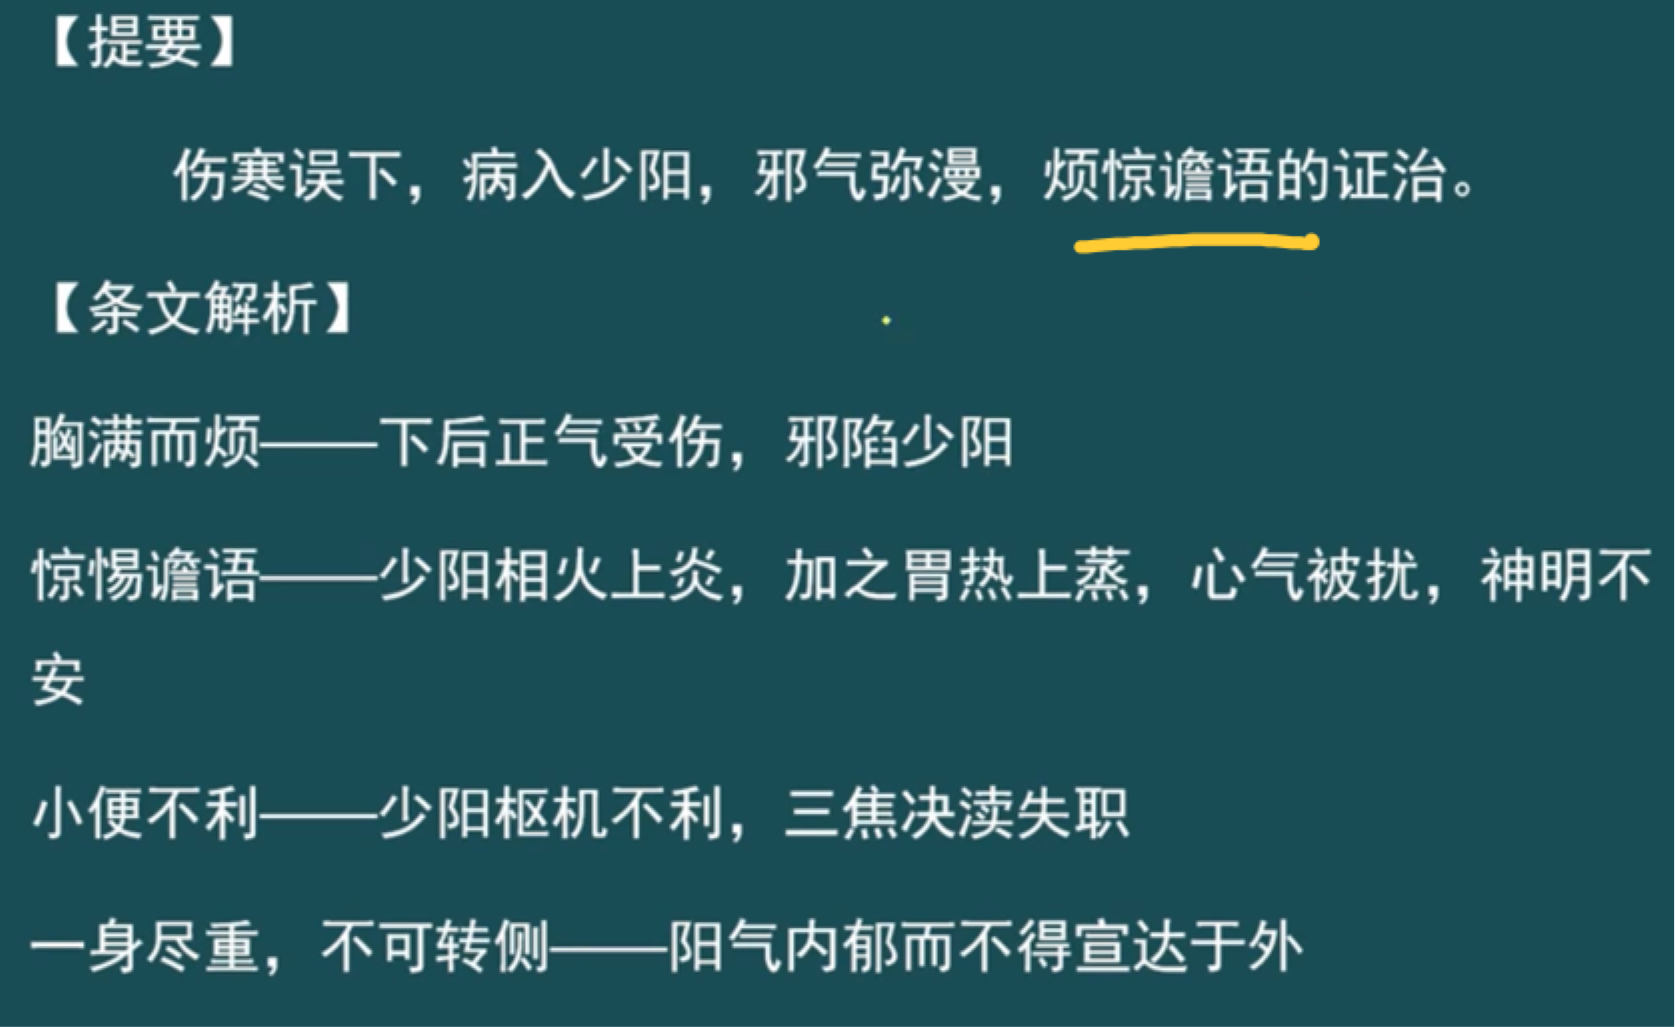 【提要】
伤寒误下，病入少阳，邪气弥漫，烦惊谵语的证治。
【条文解析】
胸满而烦——下后正气受伤，邪陷少阳
惊惕谵语——少阳相火上炎，加之胃热上蒸，心气被扰，神明不
安
小便不利——少阳枢机不利，三焦决渎失职
一身尽重，不可转侧——阳气内郁而不得宣达于外